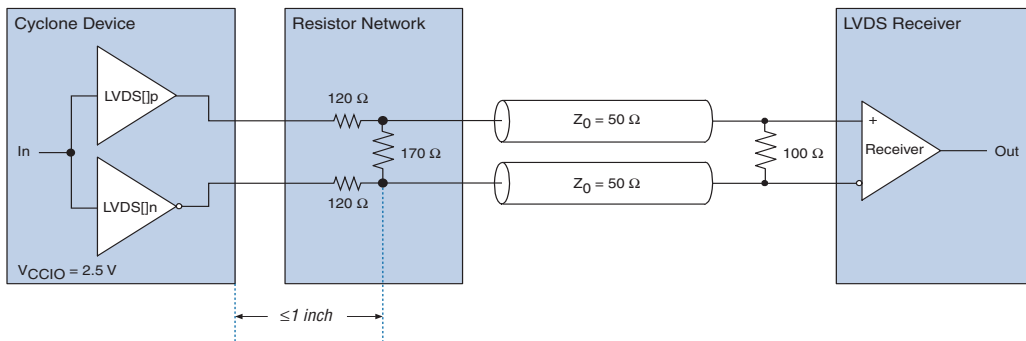 Cyclone Device
Resistor Network
LVDS Receiver
LVDS[]p
120 Ω
Z0 = 50 Ω
+
In
170 Ω
100 Ω
Receiver
Out
Z0 = 50 Ω
LVDS[]n
120 Ω
VCCIO = 2.5 V
≤1 inch